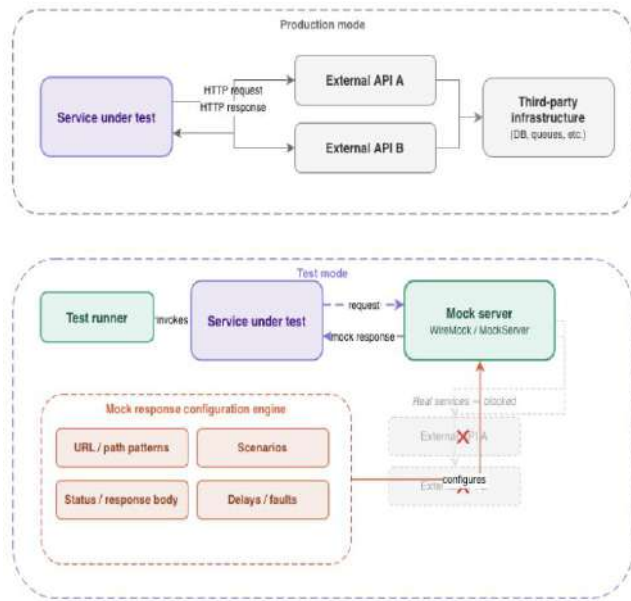 Production mode
Service under test
HTTP request
HTTP response
External API A
External API B
Third-party
infrastructure
(DB, queues, etc.)
Test mode
Test runner
invokes
Service under test
request
mock response
Mock server
WireMock / MockServer
Mock response configuration engine
URL / path patterns
Scenarios
Status / response body
Delays / faults
Real services — blocked
External API A
configures